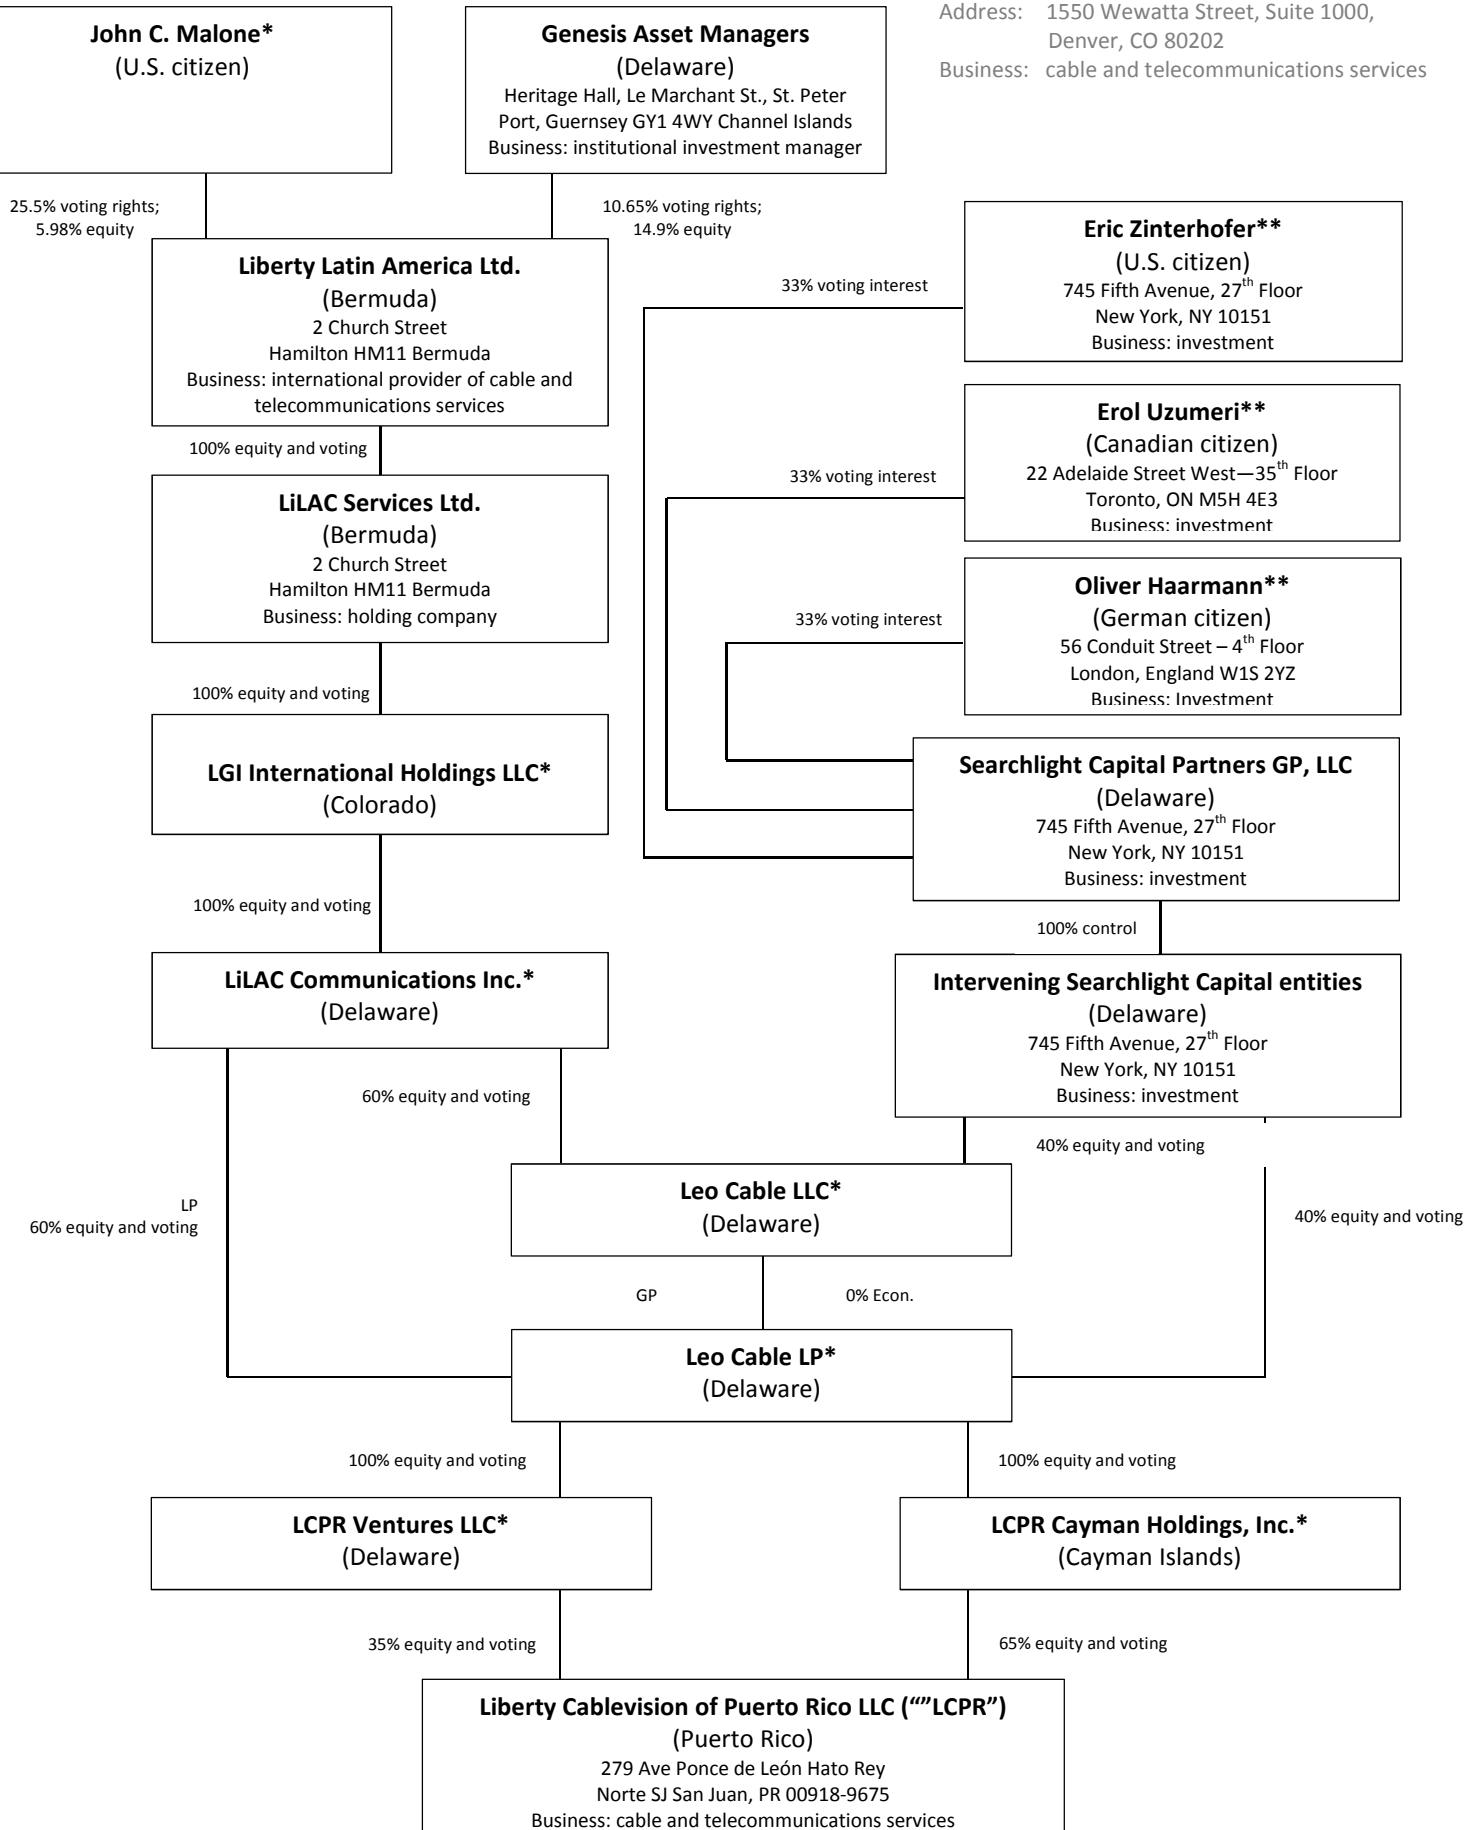 John C. Malone*
(U.S. citizen)
Genesis Asset Managers
(Delaware)
Heritage Hall, Le Marchant St., St. Peter
Port, Guernsey GY1 4WY Channel Islands
Business: institutional investment manager
Address: 1550 Wewatta Street, Suite 1000,
Denver, CO 80202
Business: cable and telecommunications services
25.5% voting rights;
5.98% equity
10.65% voting rights;
14.9% equity
Liberty Latin America Ltd.
(Bermuda)
2 Church Street
Hamilton HM11 Bermuda
Business: international provider of cable and
telecommunications services
33% voting interest
Eric Zinterhofer**
(U.S. citizen)
745 Fifth Avenue, 27th Floor
New York, NY 10151
Business: investment
100% equity and voting
33% voting interest
Erol Uzumeri**
(Canadian citizen)
22 Adelaide Street West—35th Floor
Toronto, ON M5H 4E3
Business: investment
LiLAC Services Ltd.
(Bermuda)
2 Church Street
Hamilton HM11 Bermuda
Business: holding company
33% voting interest
Oliver Haarmann**
(German citizen)
56 Conduit Street – 4th Floor
London, England W1S 2YZ
Business: Investment
100% equity and voting
LGI International Holdings LLC*
(Colorado)
Searchlight Capital Partners GP, LLC
(Delaware)
745 Fifth Avenue, 27th Floor
New York, NY 10151
Business: investment
100% equity and voting
100% control
LiLAC Communications Inc.*
(Delaware)
Intervening Searchlight Capital entities
(Delaware)
745 Fifth Avenue, 27th Floor
New York, NY 10151
Business: investment
60% equity and voting
40% equity and voting
Leo Cable LLC*
(Delaware)
LP
60% equity and voting
40% equity and voting
GP
0% Econ.
Leo Cable LP*
(Delaware)
100% equity and voting
100% equity and voting
LCPR Ventures LLC*
(Delaware)
LCPR Cayman Holdings, Inc.*
(Cayman Islands)
35% equity and voting
65% equity and voting
Liberty Cablevision of Puerto Rico LLC (“”LCPR”)
(Puerto Rico)
279 Ave Ponce de León Hato Rey
Norte SJ San Juan, PR 00918-9675
Business: cable and telecommunications services